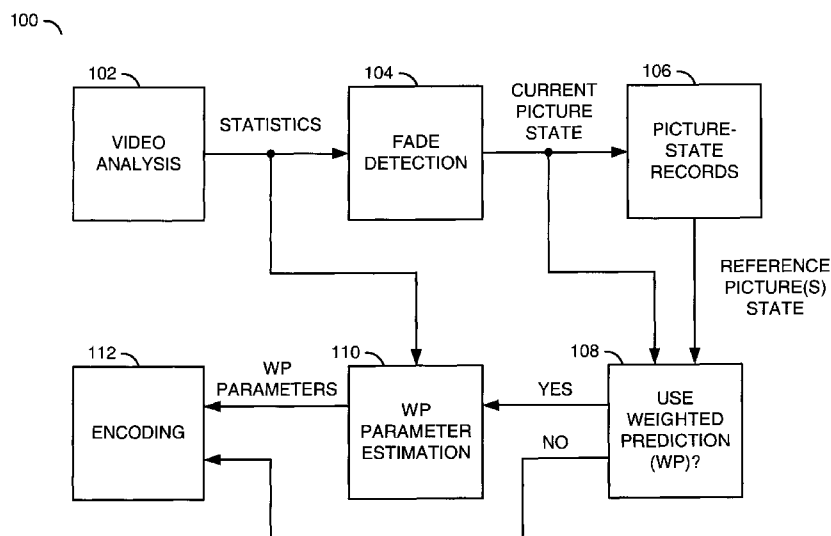 100
102
VIDEO
ANALYSIS
STATISTICS
104
FADE
DETECTION
CURRENT
PICTURE
STATE
106
PICTURE-
STATE
RECORDS
REFERENCE
PICTURE(S)
STATE
112
ENCODING
WP
PARAMETERS
110
WP
PARAMETER
ESTIMATION
YES
NO
108
USE
WEIGHTED
PREDICTION
(WP)?